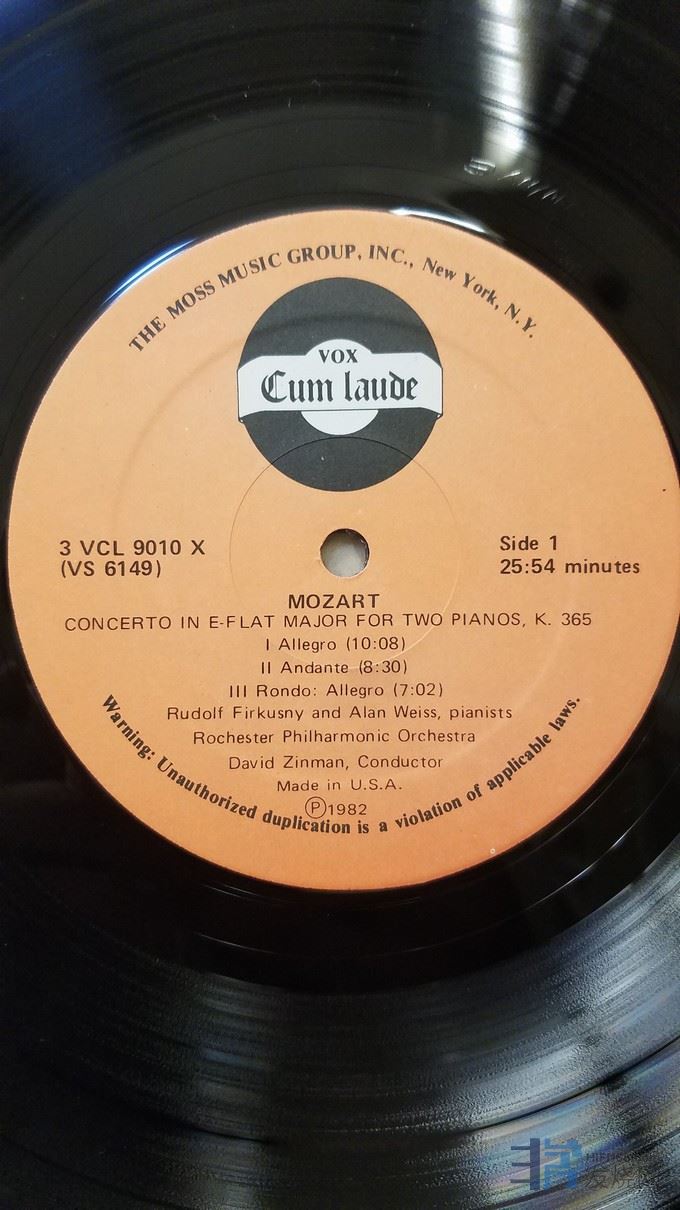 THE MOSS MUSIC GROUP, INC., New York, N.Y.
VOX
Cum laude
3 VCL 9010 X
(VS 6149)
Side 1
25:54 minutes
MOZART
CONCERTO IN E-FLAT MAJOR FOR TWO PIANOS, K. 365
I Allegro (10:08)
II Andante (8:30)
III Rondo: Allegro (7:02)
Rudolf Firkusny and Alan Weiss, pianists
Rochester Philharmonic Orchestra
David Zinman, Conductor
Made in U.S.A.
Ⓟ1982
Warning: Unauthorized duplication is a violation of applicable laws.